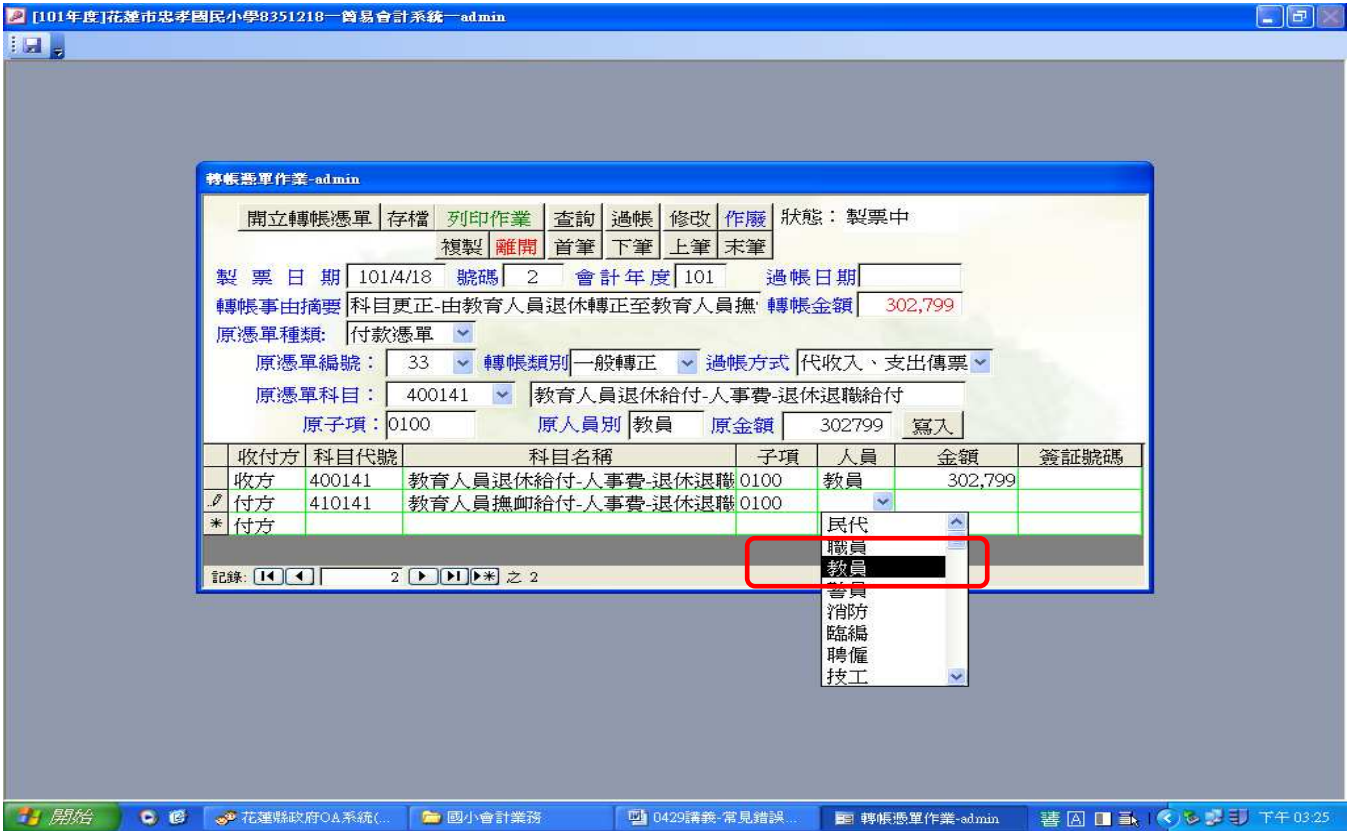 [101年度]花蓮市忠孝國民小學8351218─簡易會計系統─admin
轉帳憑單作業-admin
開立轉帳憑單 存檔 列印作業 查詢 過帳 修改 作廢 狀態：製票中
複製 離開 首筆 下筆 上筆 末筆
製票日期 101/4/18 號碼 2 會計年度 101 過帳日期
轉帳事由摘要 科目更正-由教育人員退休轉正至教育人員撫 轉帳金額 302,799
原憑單種類: 付款憑單
原憑單編號： 33 轉帳類別 一般轉正 過帳方式 代收入、支出傳票
原憑單科目： 400141 教育人員退休給付-人事費-退休退職給付
原子項：0100 原人員別 教員 原金額 302799 寫入
收付方 科目代號 科目名稱 子項 人員 金額 簽証號碼
收方 400141 教育人員退休給付-人事費-退休退職 0100 教員 302,799
付方 410141 教育人員撫卹給付-人事費-退休退職 0100
* 付方
民代
職員
教員
警員
消防
臨編
聘僱
技工
記錄: 2 之 2
開始 花蓮縣政府OA系統(... 國小會計業務 0429講義-常見錯誤... 轉帳憑單作業-admin 下午 03:25